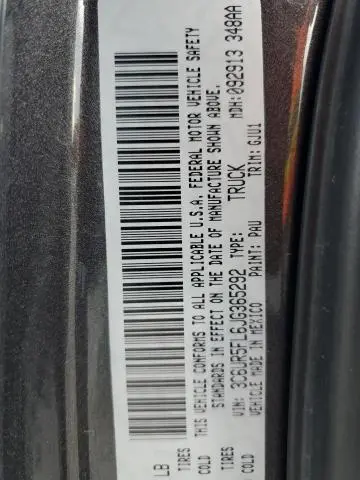 LB
TIRES
COLD
THIS VEHICLE CONFORMS TO ALL APPLICABLE U.S.A. FEDERAL MOTOR VEHICLE SAFETY
STANDARDS IN EFFECT ON THE DATE OF MANUFACTURE SHOWN ABOVE.
VIN: 3C6UR5FL6JG365292 TYPE: TRUCK MDH: 092913 348AA
VEHICLE MADE IN MEXICO PAINT: PAU TRIM: GJU1
TIRES
COLD